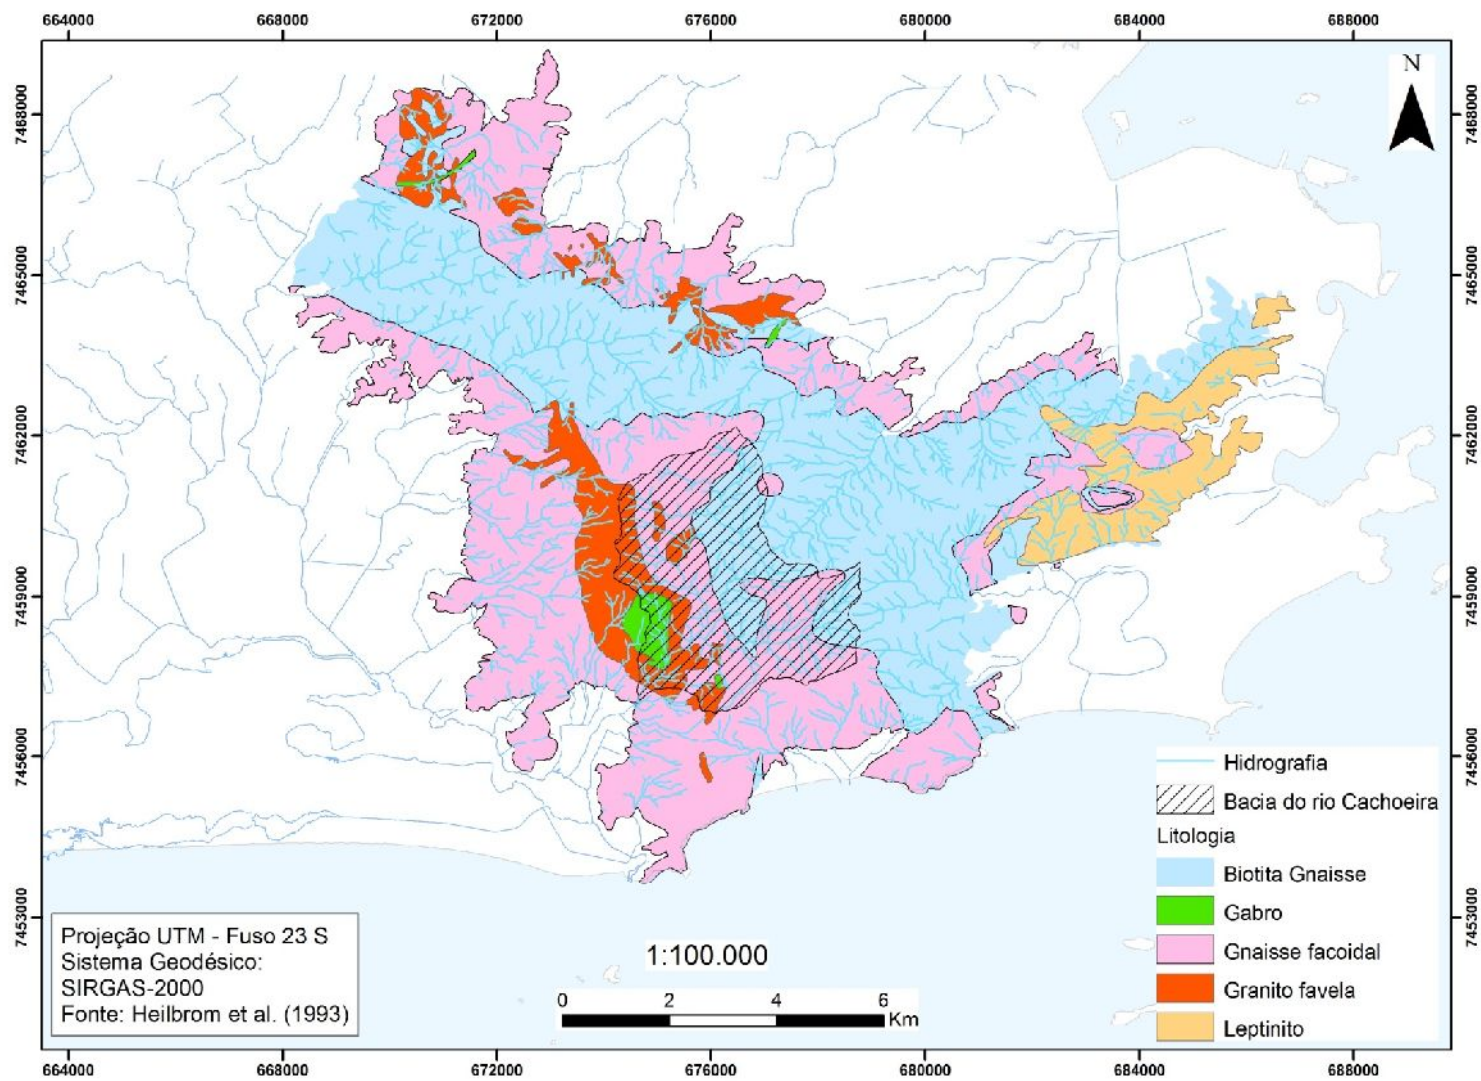 664000 668000 672000 676000 680000 684000 688000
N
7468000 7468000
7465000 7465000
7462000 7462000
7459000 7459000
7456000 7456000
7453000 7453000
Hidrografia
Bacia do rio Cachoeira
Litologia
Biotita Gnaisse
Gabro
Gnaisse facoidal
Granito favela
Leptinito
Projeção UTM - Fuso 23 S
Sistema Geodésico:
SIRGAS-2000
Fonte: Heilbrom et al. (1993)
1:100.000
0 2 4 6
Km
664000 668000 672000 676000 680000 684000 688000